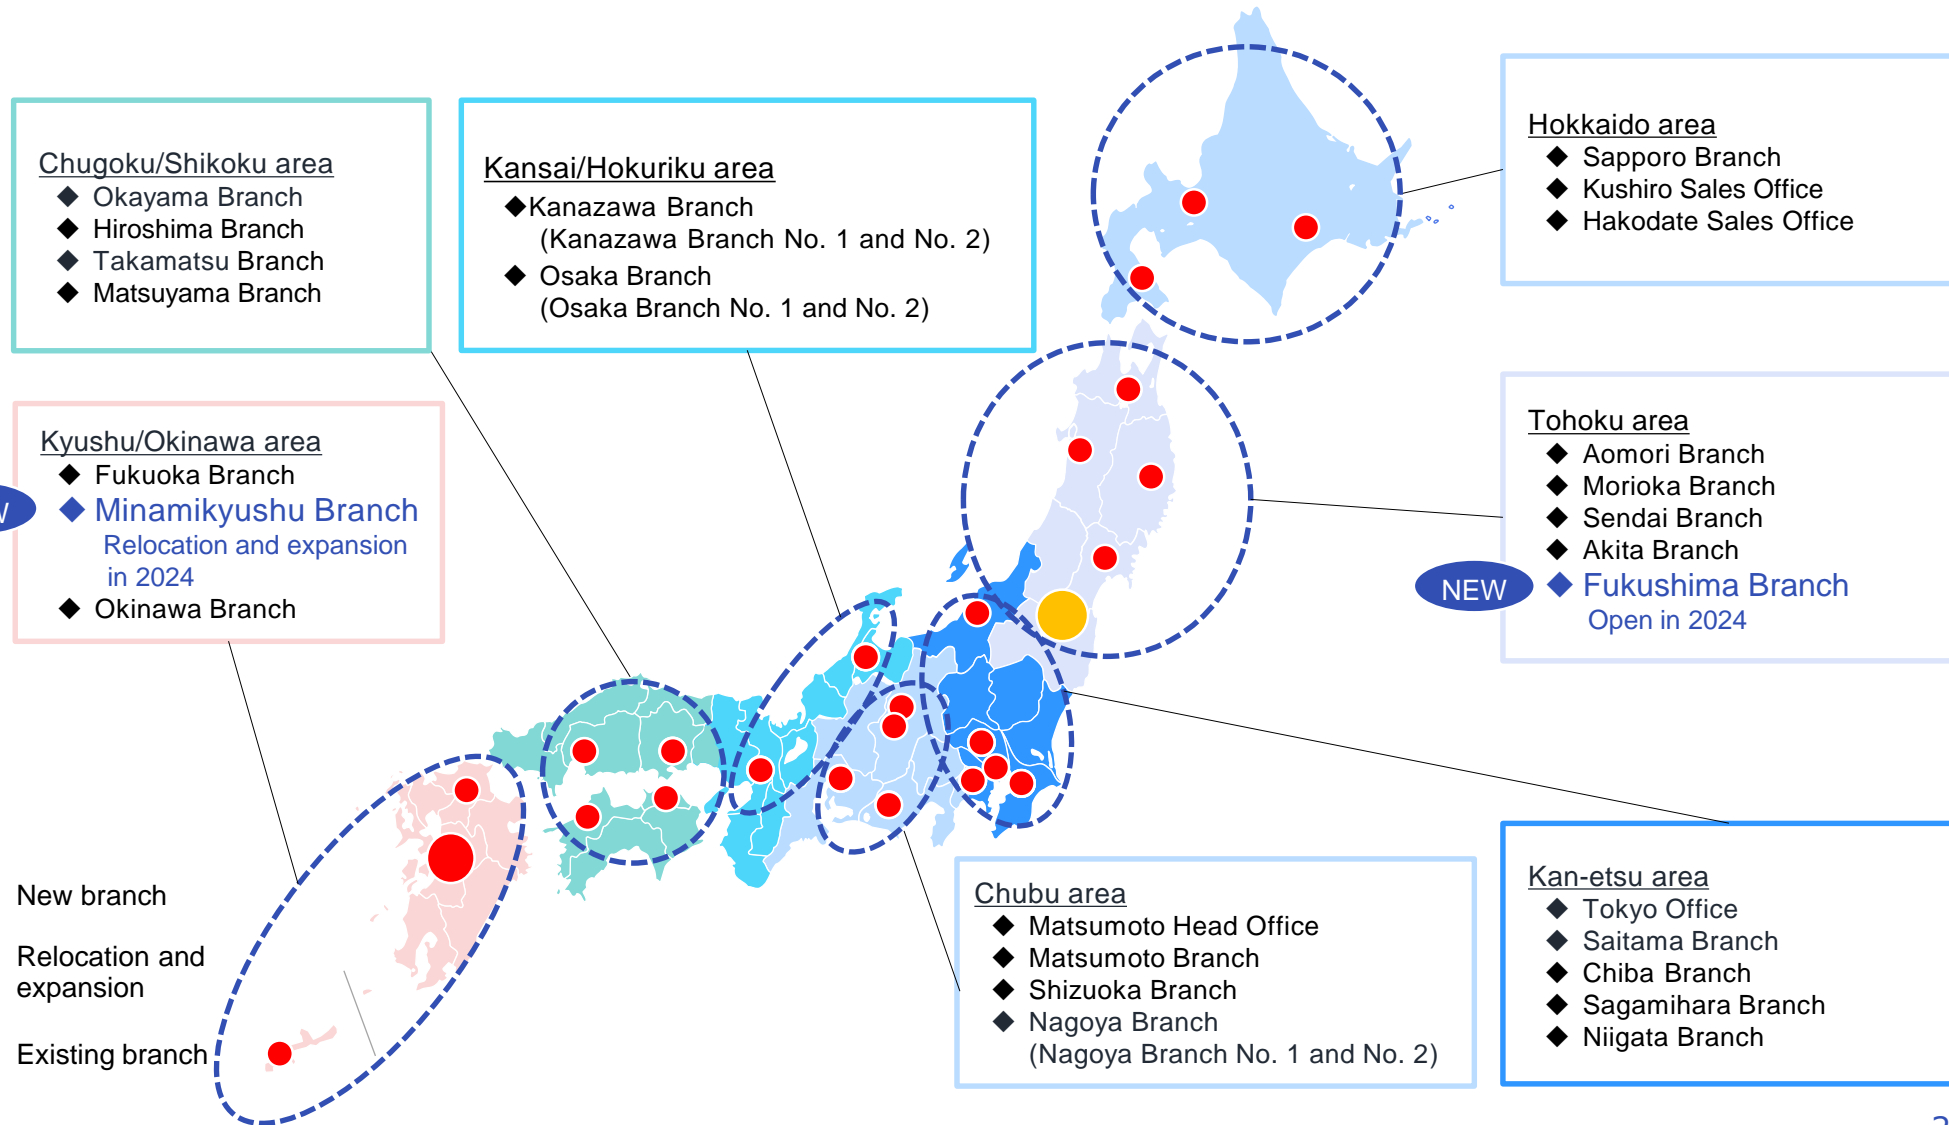 Chugoku/Shikoku area
◆ Okayama Branch
◆ Hiroshima Branch
◆ Takamatsu Branch
◆ Matsuyama Branch
Kansai/Hokuriku area
◆Kanazawa Branch
(Kanazawa Branch No. 1 and No. 2)
◆ Osaka Branch
(Osaka Branch No. 1 and No. 2)
Hokkaido area
◆ Sapporo Branch
◆ Kushiro Sales Office
◆ Hakodate Sales Office
Kyushu/Okinawa area
◆ Fukuoka Branch
◆ Minamikyushu Branch
Relocation and expansion
in 2024
◆ Okinawa Branch
Tohoku area
◆ Aomori Branch
◆ Morioka Branch
◆ Sendai Branch
◆ Akita Branch
NEW ◆ Fukushima Branch
Open in 2024
New branch
Relocation and
expansion
Existing branch
Chubu area
◆ Matsumoto Head Office
◆ Matsumoto Branch
◆ Shizuoka Branch
◆ Nagoya Branch
(Nagoya Branch No. 1 and No. 2)
Kan-etsu area
◆ Tokyo Office
◆ Saitama Branch
◆ Chiba Branch
◆ Sagamihara Branch
◆ Niigata Branch